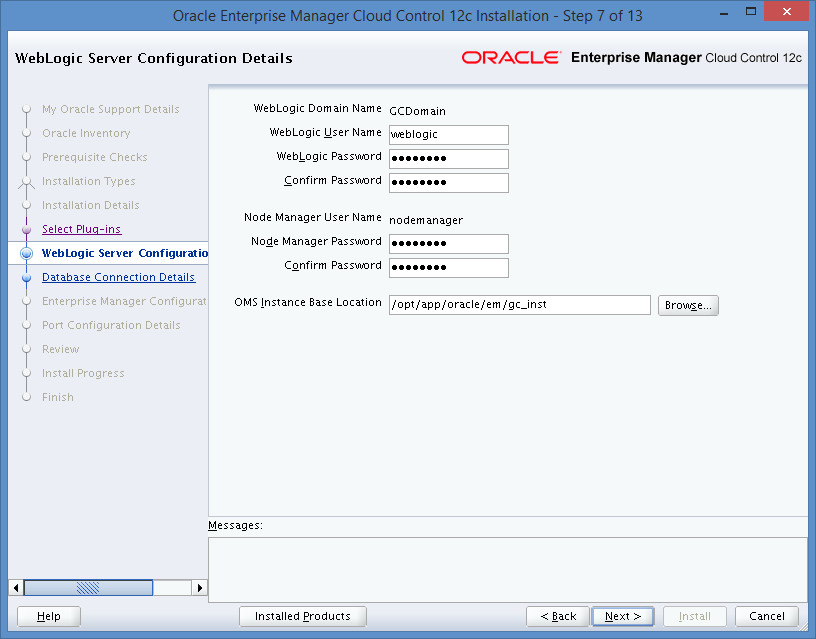 Oracle Enterprise Manager Cloud Control 12c Installation - Step 7 of 13
WebLogic Server Configuration Details
ORACLE Enterprise Manager Cloud Control 12c
My Oracle Support Details
Oracle Inventory
Prerequisite Checks
Installation Types
Installation Details
Select Plug-ins
WebLogic Server Configuratio
Database Connection Details
Enterprise Manager Configurat
Port Configuration Details
Review
Install Progress
Finish
WebLogic Domain Name GCDomain
WebLogic User Name weblogic
WebLogic Password ●●●●●●●●
Confirm Password ●●●●●●●●
Node Manager User Name nodemanager
Node Manager Password ●●●●●●●●
Confirm Password ●●●●●●●●
OMS Instance Base Location /opt/app/oracle/em/gc_inst Browse...
Messages:
Help Installed Products < Back Next > Install Cancel